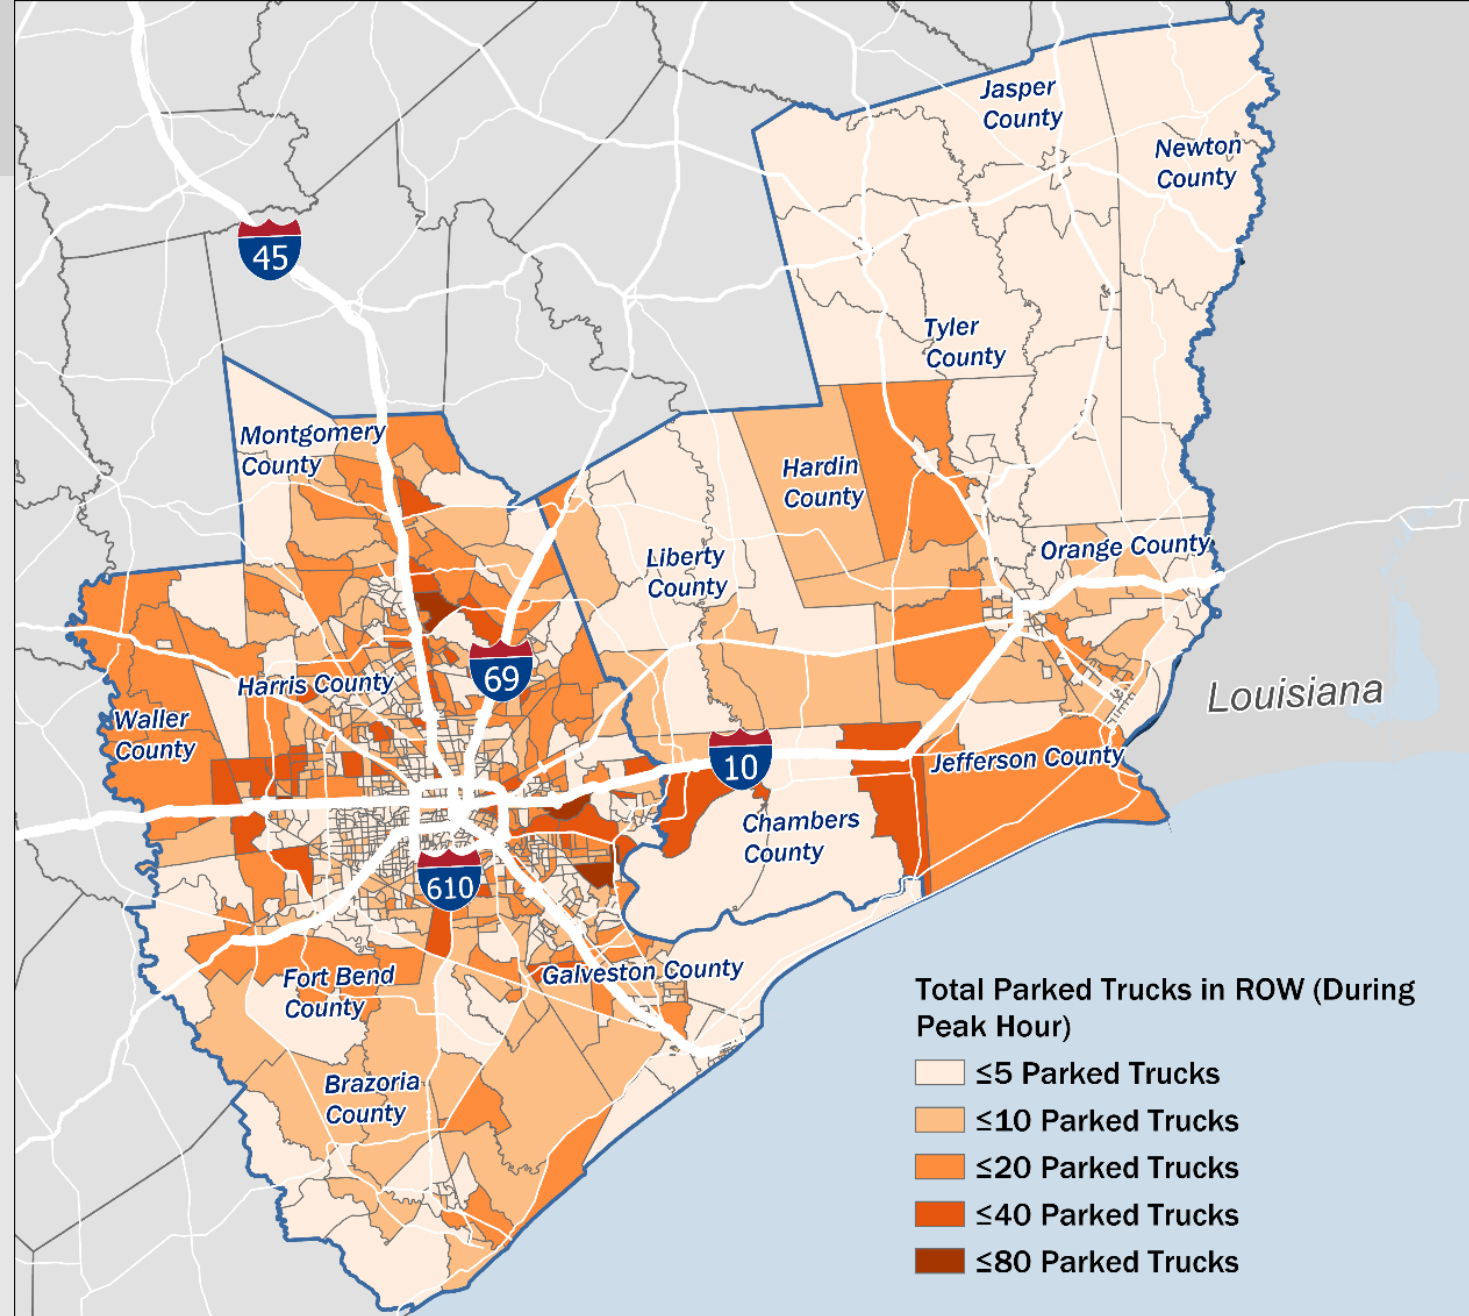 Jasper
County
Newton
County
45
Tyler
County
Montgomery
County
Hardin
County
Orange County
Liberty
County
69
Harris County
Louisiana
Waller
County
10
Jefferson County
Chambers
County
610
Galveston County
Fort Bend
County
Brazoria
County
Total Parked Trucks in ROW (During
Peak Hour)
≤5 Parked Trucks
≤10 Parked Trucks
≤20 Parked Trucks
≤40 Parked Trucks
≤80 Parked Trucks